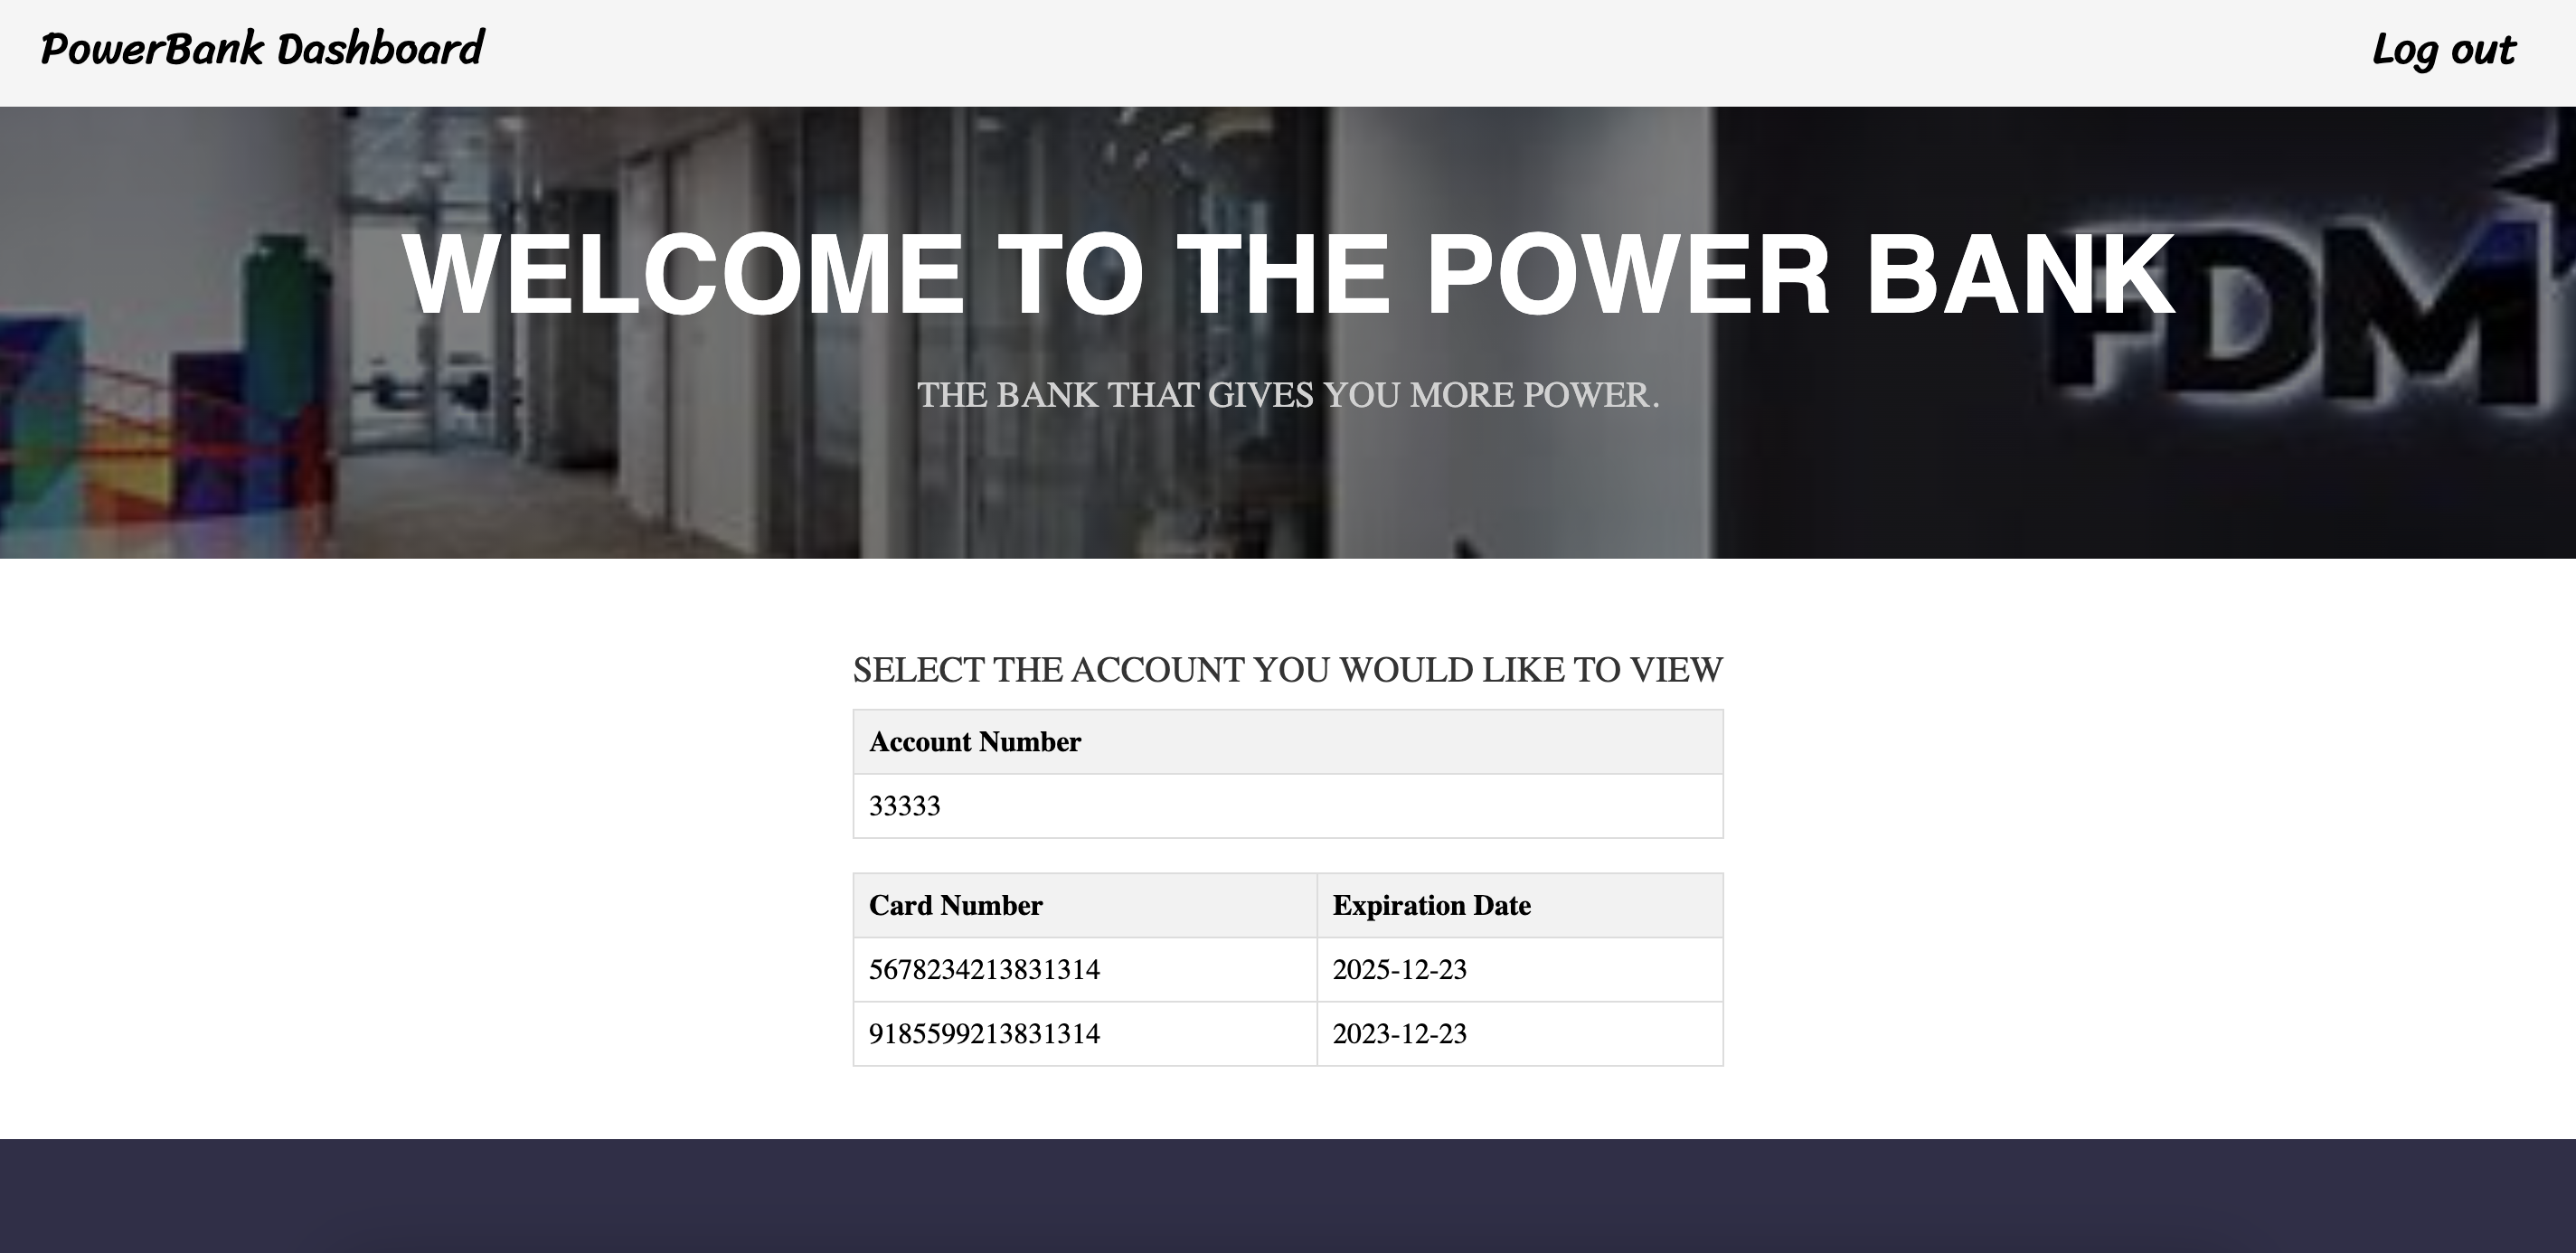 PowerBank Dashboard
Log out
WELCOME TO THE POWER BANK
FDM
THE BANK THAT GIVES YOU MORE POWER.
SELECT THE ACCOUNT YOU WOULD LIKE TO VIEW
Account Number
33333
Card Number Expiration Date
5678234213831314 2025-12-23
9185599213831314 2023-12-23